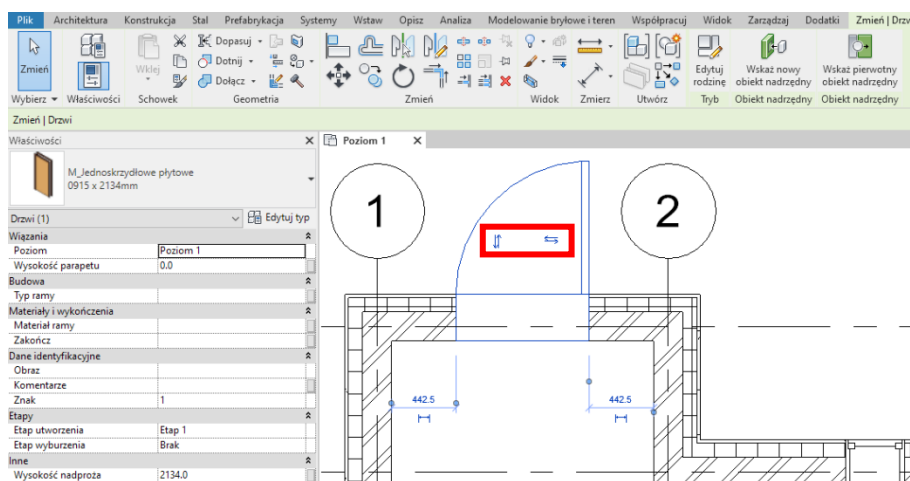 Plik Architektura Konstrukcja Stal Prefabrykacja Systemy Wstaw Opisz Analiza Modelowanie bryłowe i teren Współpracuj Widok Zarządzaj Dodatki Zmień | Drzw
Zmień
Wklej
Dopasuj
Dotnij
Dołącz
Edytuj rodzinę
Wskaż nowy obiekt nadrzędny
Wskaż pierwotny obiekt nadrzędny
Wybierz Właściwości Schowek Geometria Zmień Widok Zmierz Utwórz Tryb Obiekt nadrzędny Obiekt nadrzędny
Zmień | Drzwi
Właściwości
Poziom 1
M_Jednoskrzydłowe płytowe
0915 x 2134mm
Drzwi (1) Edytuj typ
Wiązania
Poziom Poziom 1
Wysokość parapetu 0.0
Budowa
Typ ramy
Materiały i wykończenia
Materiał ramy
Zakończ
Dane identyfikacyjne
Obraz
Komentarze
Znak 1
Etapy
Etap utworzenia Etap 1
Etap wyburzenia Brak
Inne
Wysokość nadproża 2134.0
1 2
442.5 442.5